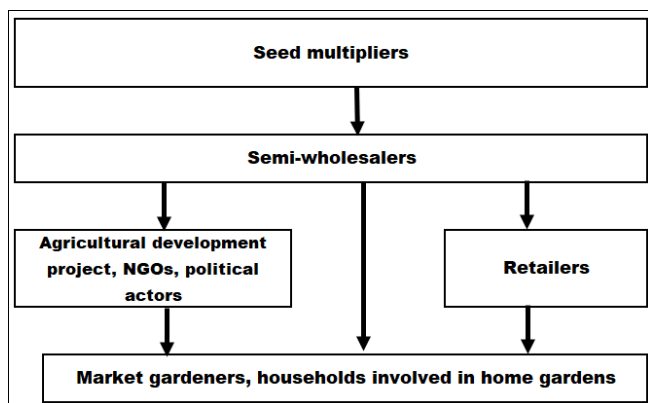 Seed multipliers
Semi-wholesalers
Agricultural development
project, NGOs, political
actors
Retailers
Market gardeners, households involved in home gardens